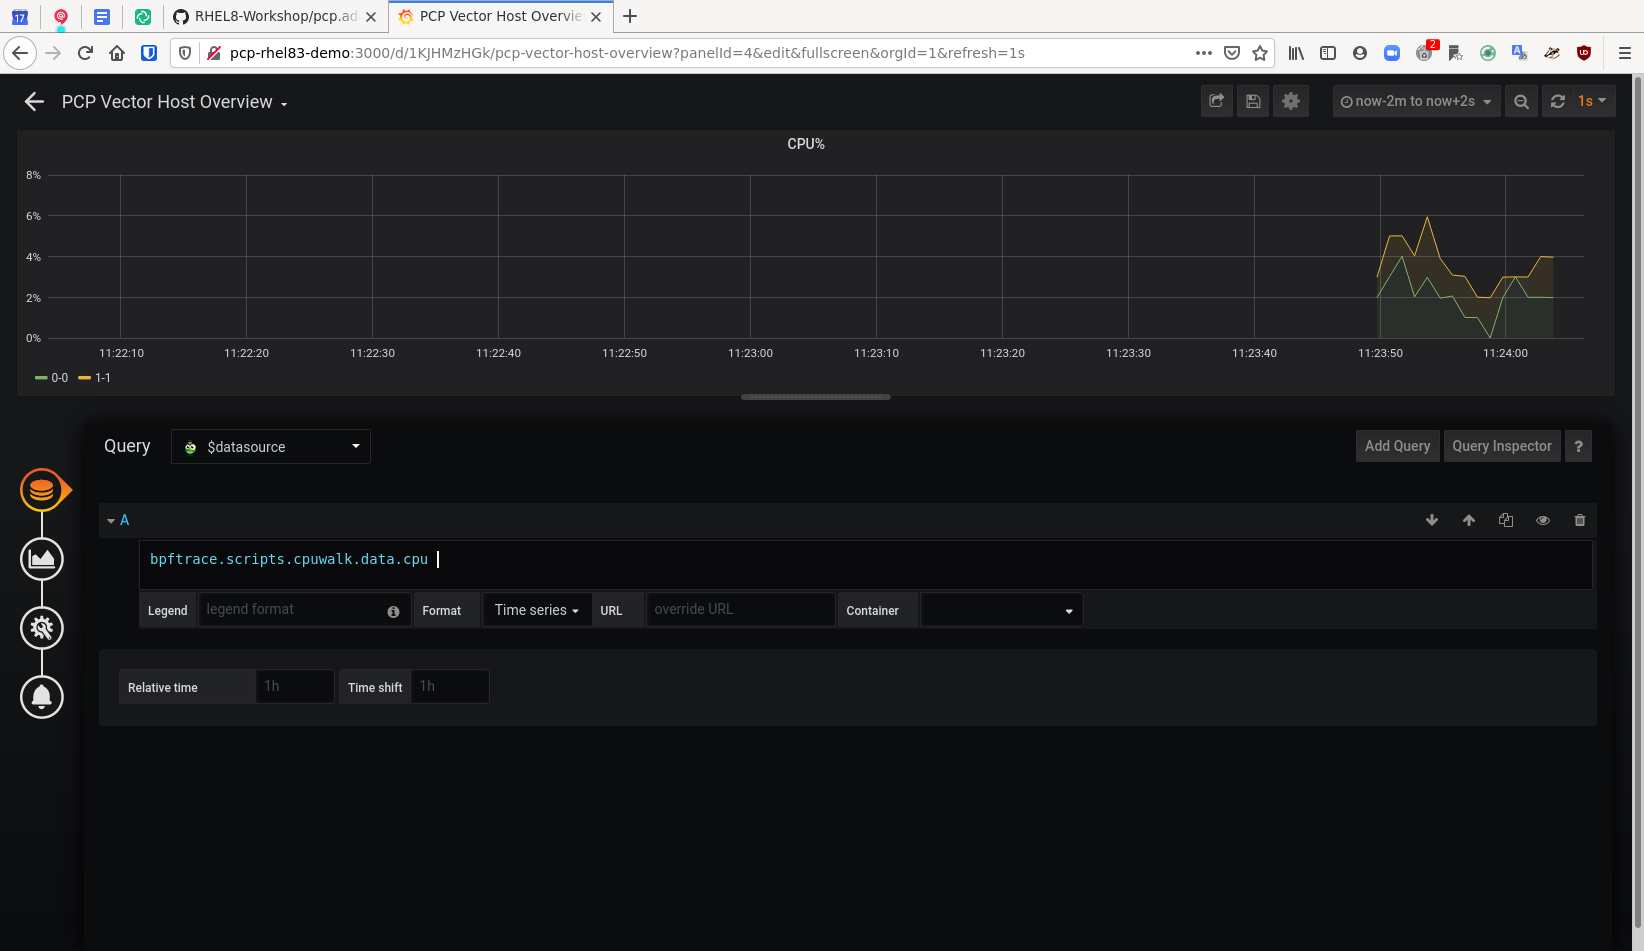 17 RHEL8-Workshop/pcp.ad PCP Vector Host Overvie
pcp-rhel83-demo:3000/d/1KJHMzHGk/pcp-vector-host-overview?panelId=4&edit&fullscreen&orgId=1&refresh=1s 2
PCP Vector Host Overview now-2m to now+2s 1s
CPU%
8%
6%
4%
2%
0%
11:22:10 11:22:20 11:22:30 11:22:40 11:22:50 11:23:00 11:23:10 11:23:20 11:23:30 11:23:40 11:23:50 11:24:00
0-0 1-1
Query $datasource Add Query Query Inspector ?
A
bpftrace.scripts.cpuwalk.data.cpu
Legend legend format Format Time series URL override URL Container
Relative time 1h Time shift 1h